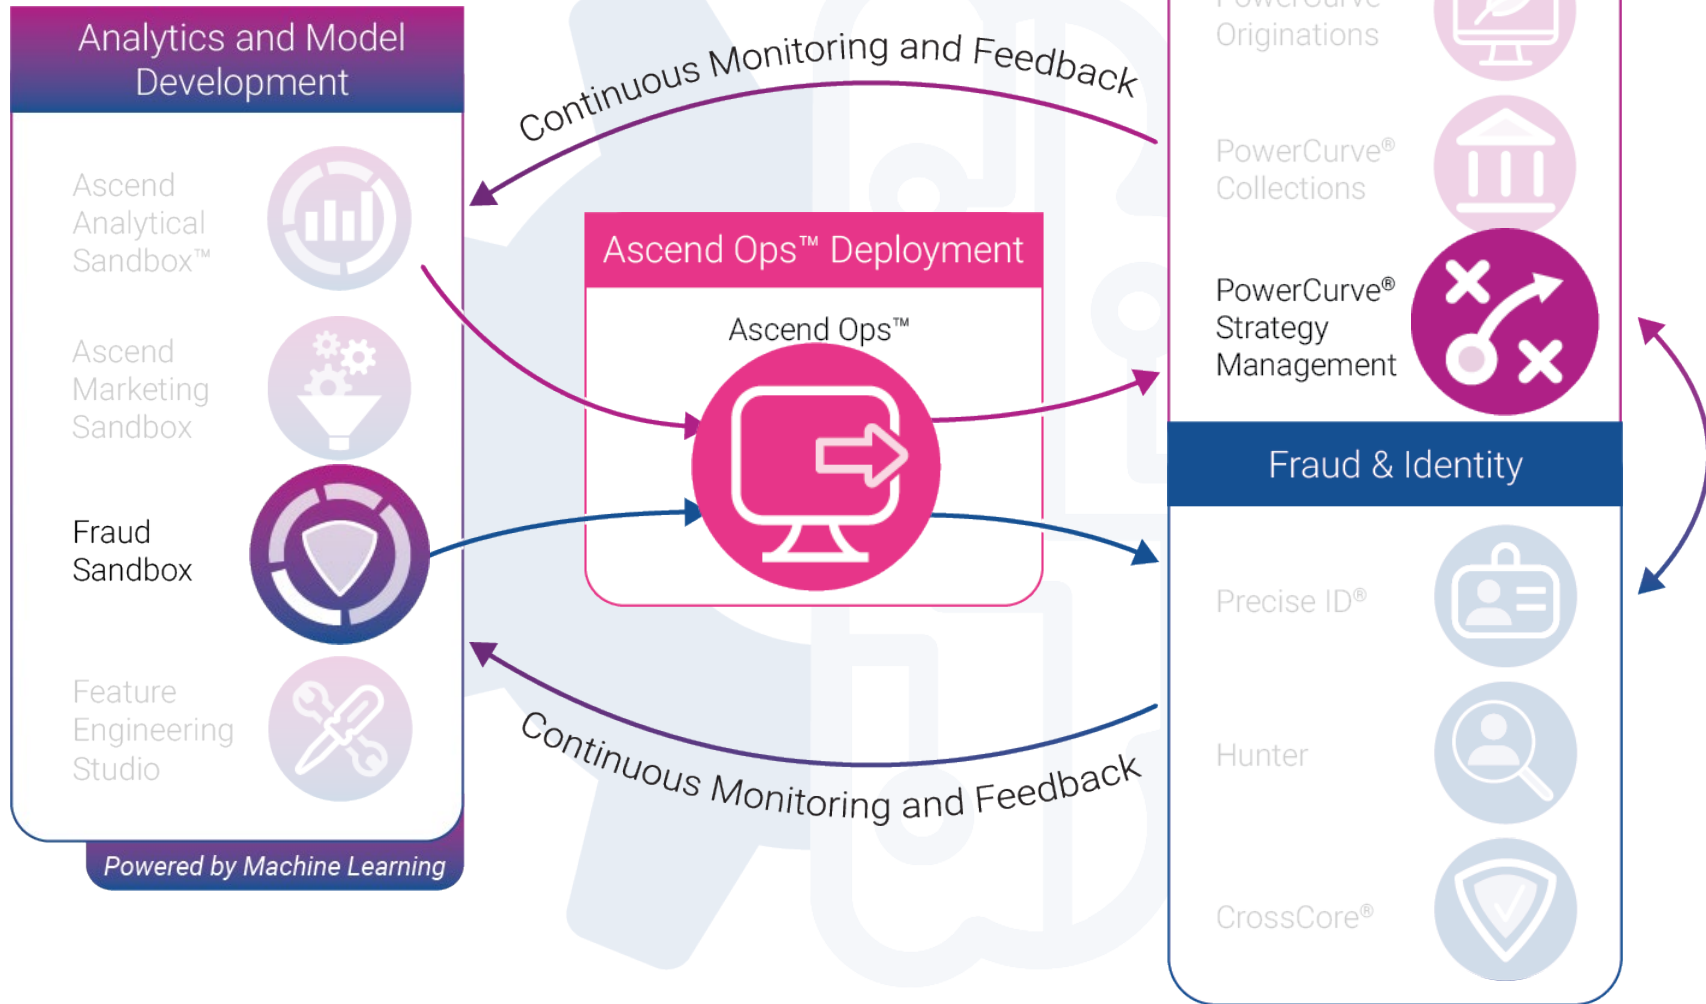 Analytics and Model
Development
Ascend
Analytical
Sandbox™
Ascend
Marketing
Sandbox
Fraud
Sandbox
Feature
Engineering
Studio
Powered by Machine Learning
Continuous Monitoring and Feedback
Ascend Ops™ Deployment
Ascend Ops™
Continuous Monitoring and Feedback
PowerCurve
Originations
PowerCurve®
Collections
PowerCurve®
Strategy
Management
Fraud & Identity
Precise ID®
Hunter
CrossCore®